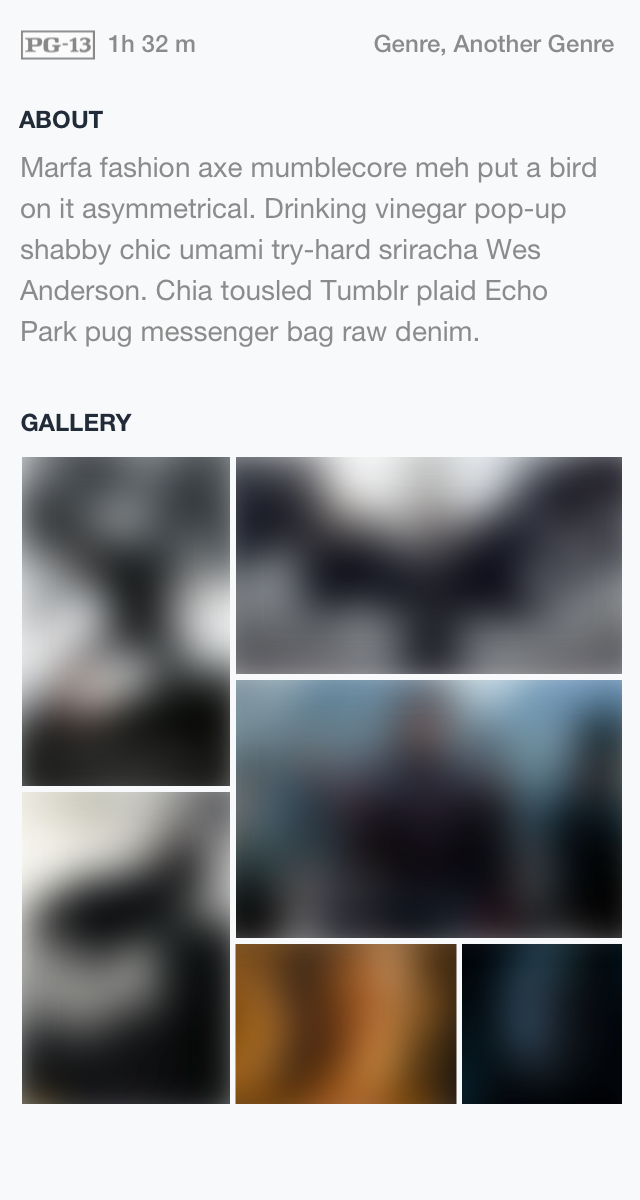 PG-13 1h 32 m Genre, Another Genre
ABOUT
Marfa fashion axe mumblecore meh put a bird
on it asymmetrical. Drinking vinegar pop-up
shabby chic umami try-hard sriracha Wes
Anderson. Chia tousled Tumblr plaid Echo
Park pug messenger bag raw denim.
GALLERY